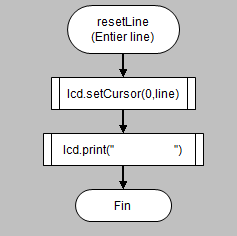 resetLine
(Entier line)
lcd.setCursor(0,line)
lcd.print("                ")
Fin